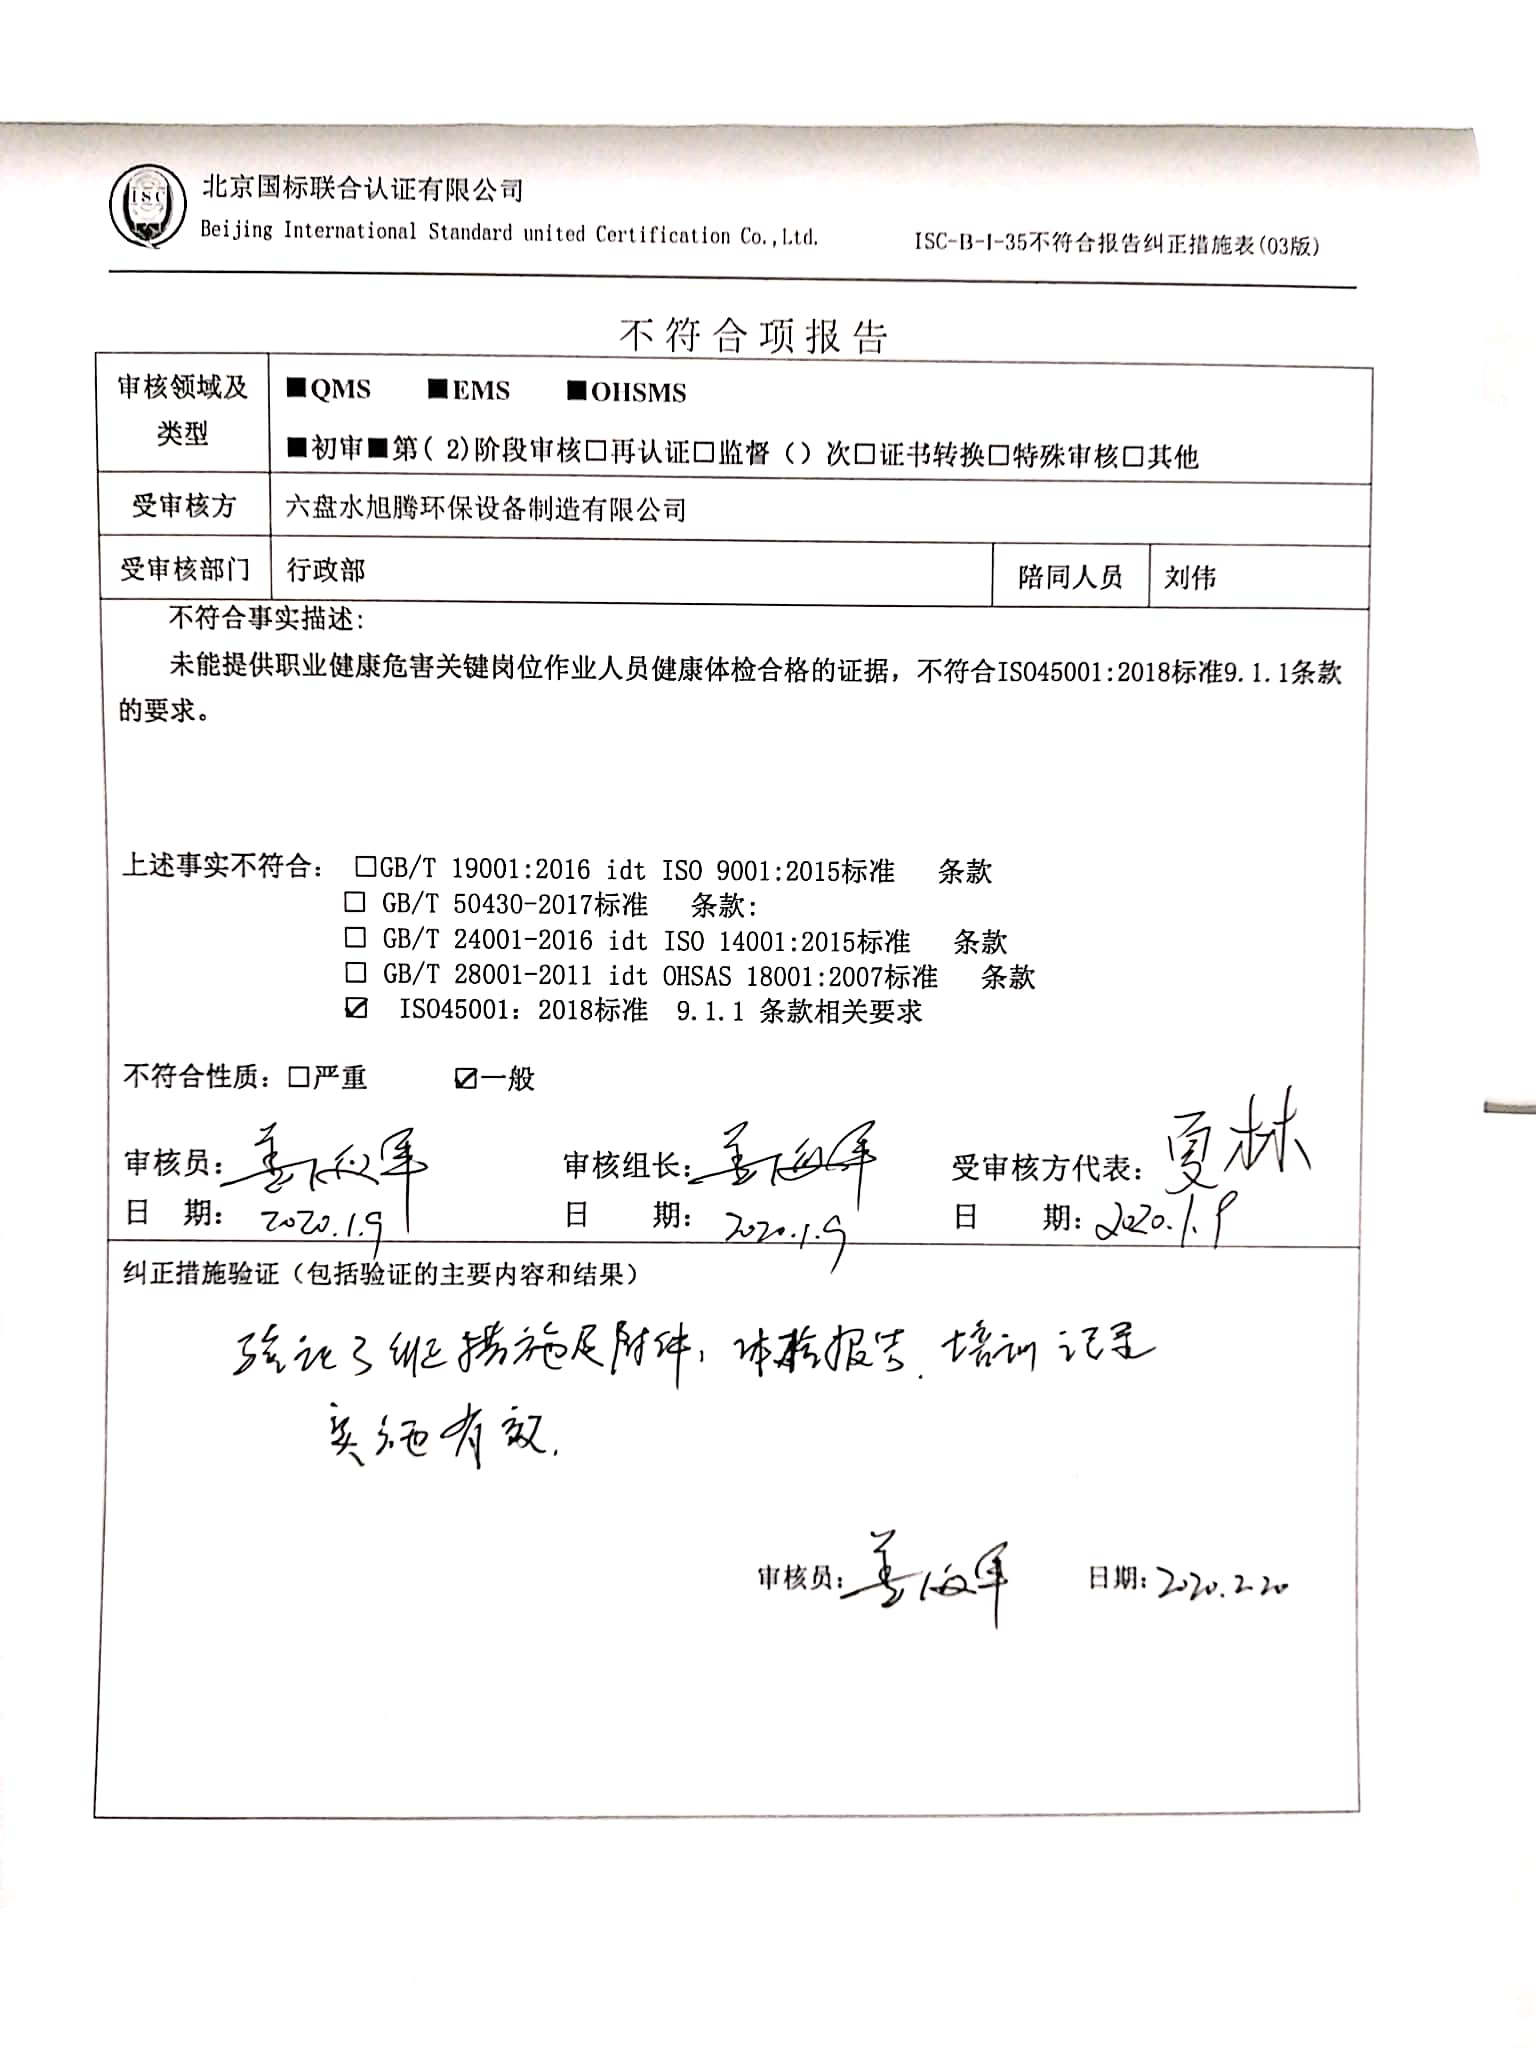 ISC
北京国标联合认证有限公司
Beijing International Standard united Certification Co.,Ltd.
ISC-B-I-35不符合报告纠正措施表(03版)
不符合项报告
审核领域及类型
■QMS ■EMS ■OHSMS
■初审■第( 2)阶段审核□再认证□监督（）次□证书转换□特殊审核□其他
受审核方 六盘水旭腾环保设备制造有限公司
受审核部门 行政部 陪同人员 刘伟
不符合事实描述:
未能提供职业健康危害关键岗位作业人员健康体检合格的证据，不符合ISO45001:2018标准9.1.1条款
的要求。
上述事实不符合： □GB/T 19001:2016 idt ISO 9001:2015标准 条款
□ GB/T 50430-2017标准 条款:
□ GB/T 24001-2016 idt ISO 14001:2015标准 条款
□ GB/T 28001-2011 idt OHSAS 18001:2007标准 条款
☑ ISO45001：2018标准 9.1.1 条款相关要求
不符合性质：□严重 ☑一般
审核员: 审核组长: 受审核方代表: 夏林
日 期: 2020.1.9 日 期: 2020.1.9 日 期: 2020.1.9
纠正措施验证（包括验证的主要内容和结果）
验证了纠正措施及附件，体检报告、培训记录
实施有效.
审核员: 日期: 2020.2.20